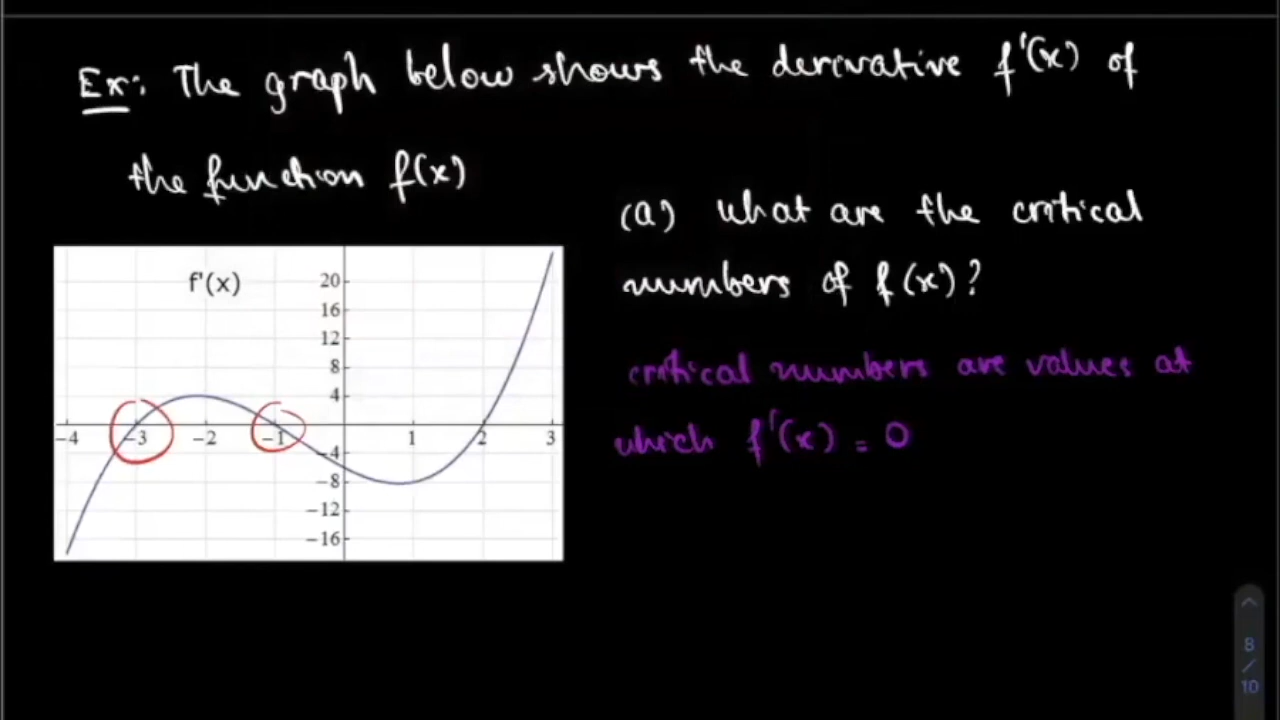 Ex: The graph below shows the derivative f'(x) of
the function f(x)
(a) What are the critical
numbers of f(x)?
critical numbers are values at
which f'(x) = 0
f'(x)
20
16
12
8
4
-4 -3 -2 -1 1 2 3
-4
-8
-12
-16
8
/
10